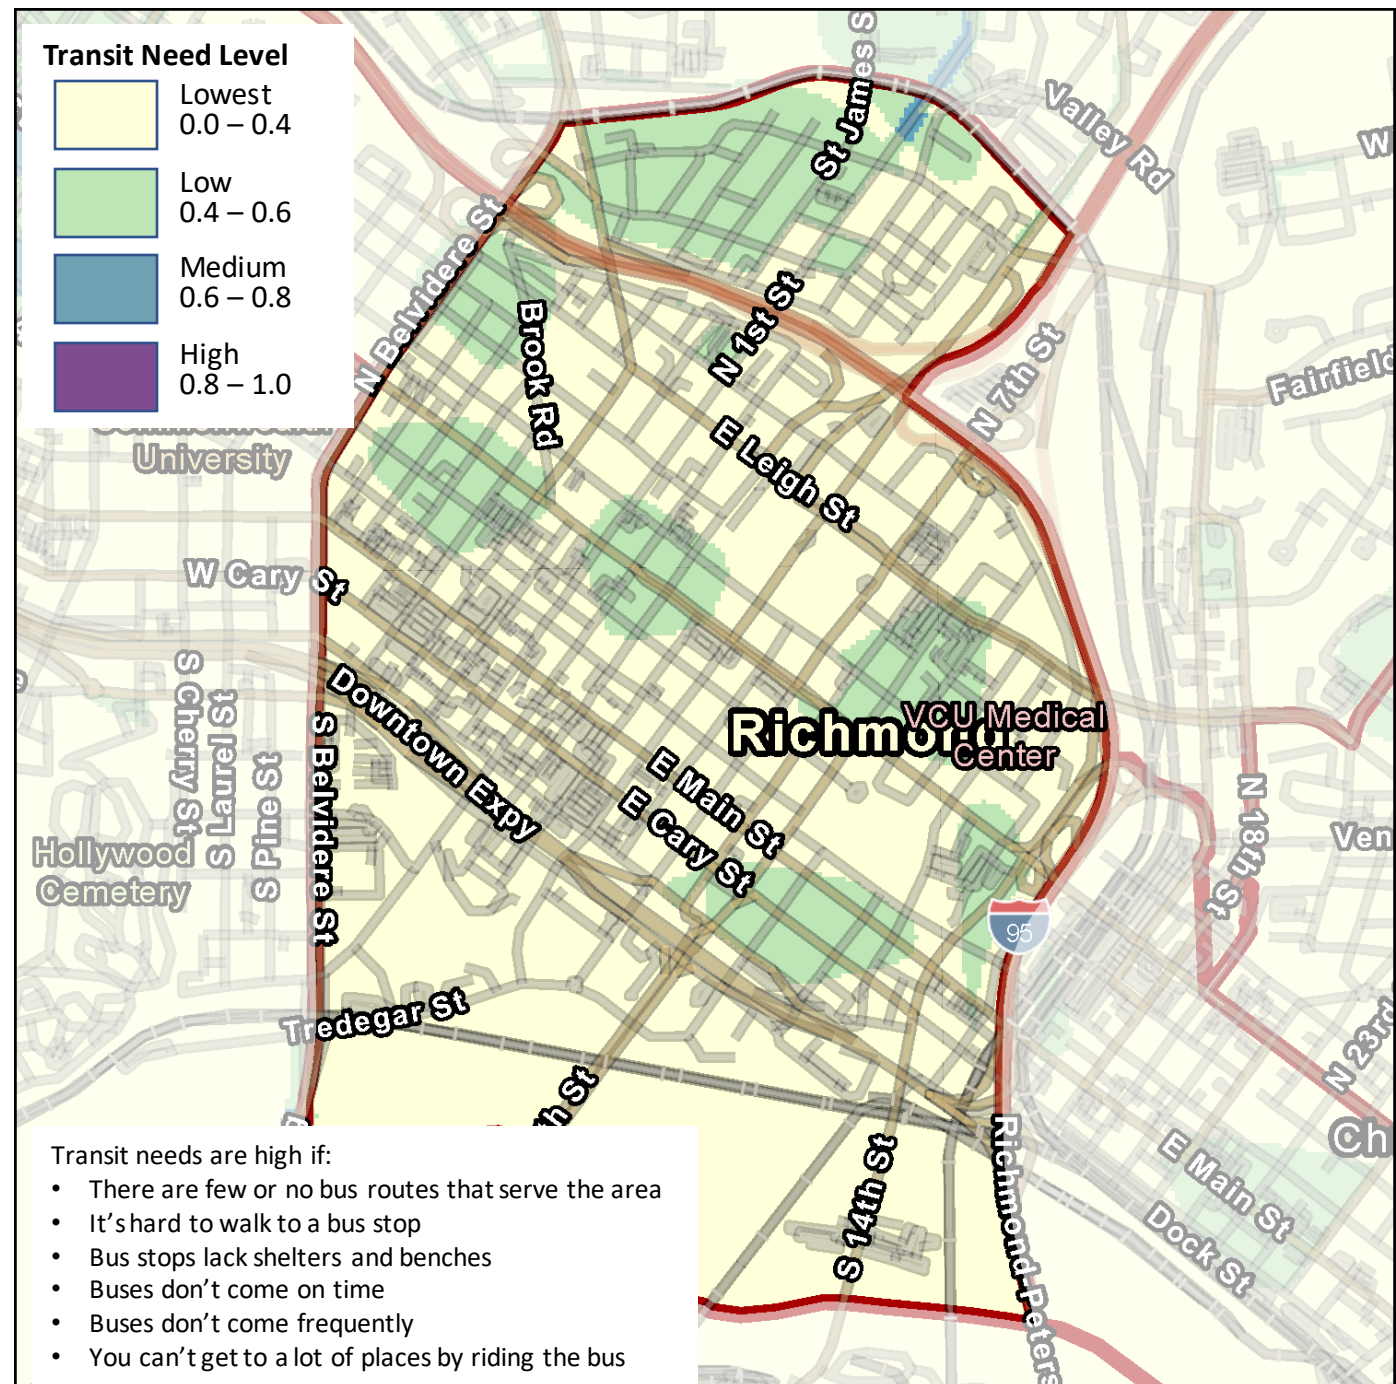 Transit Need Level
Lowest
0.0 – 0.4
Low
0.4 – 0.6
Medium
0.6 – 0.8
High
0.8 – 1.0
St James S
Valley Rd
W
N Belvidere St
Brook Rd
N 1st St
N 7th St
Fairfield
University
E Leigh St
W Cary St
S Cherry St
S Laurel St
S Pine St
S Belvidere St
Downtown Expy
Richmond
VCU Medical
Center
E Main St
E Cary St
N 18th St
Ven
Hollywood
Cemetery
95
Tredegar St
N 23rd
th St
Ch
S 14th St
Richmond-Peters
E Main St
Dock St
Transit needs are high if:
• There are few or no bus routes that serve the area
• It’s hard to walk to a bus stop
• Bus stops lack shelters and benches
• Buses don’t come on time
• Buses don’t come frequently
• You can’t get to a lot of places by riding the bus